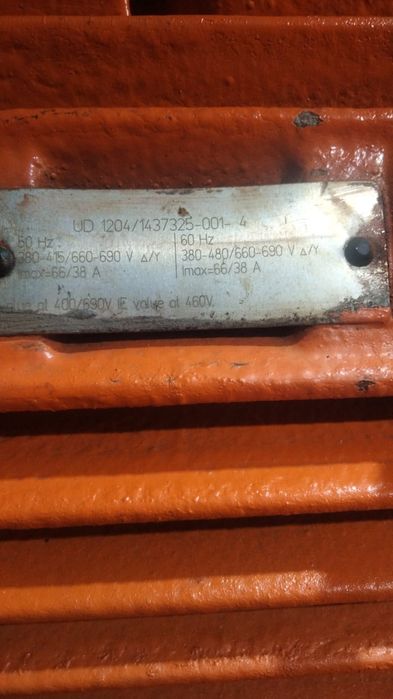 UD 1204/1437325-001-4
50 Hz 60 Hz
380-415/660-690 V Δ/Y 380-480/660-690 V Δ/Y
Imax=66/38 A Imax=66/38 A
value at 400/690V IE value at 460V.